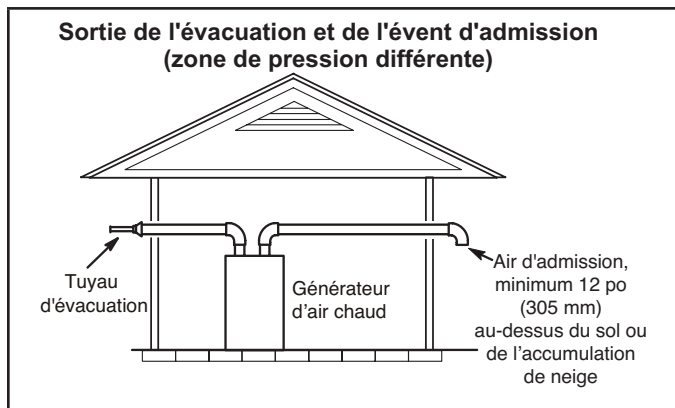 Sortie de l'évacuation et de l'évent d'admission
(zone de pression différente)
Tuyau
d'évacuation
Générateur
d’air chaud
Air d'admission,
minimum 12 po
(305 mm)
au-dessus du sol ou
de l’accumulation
de neige